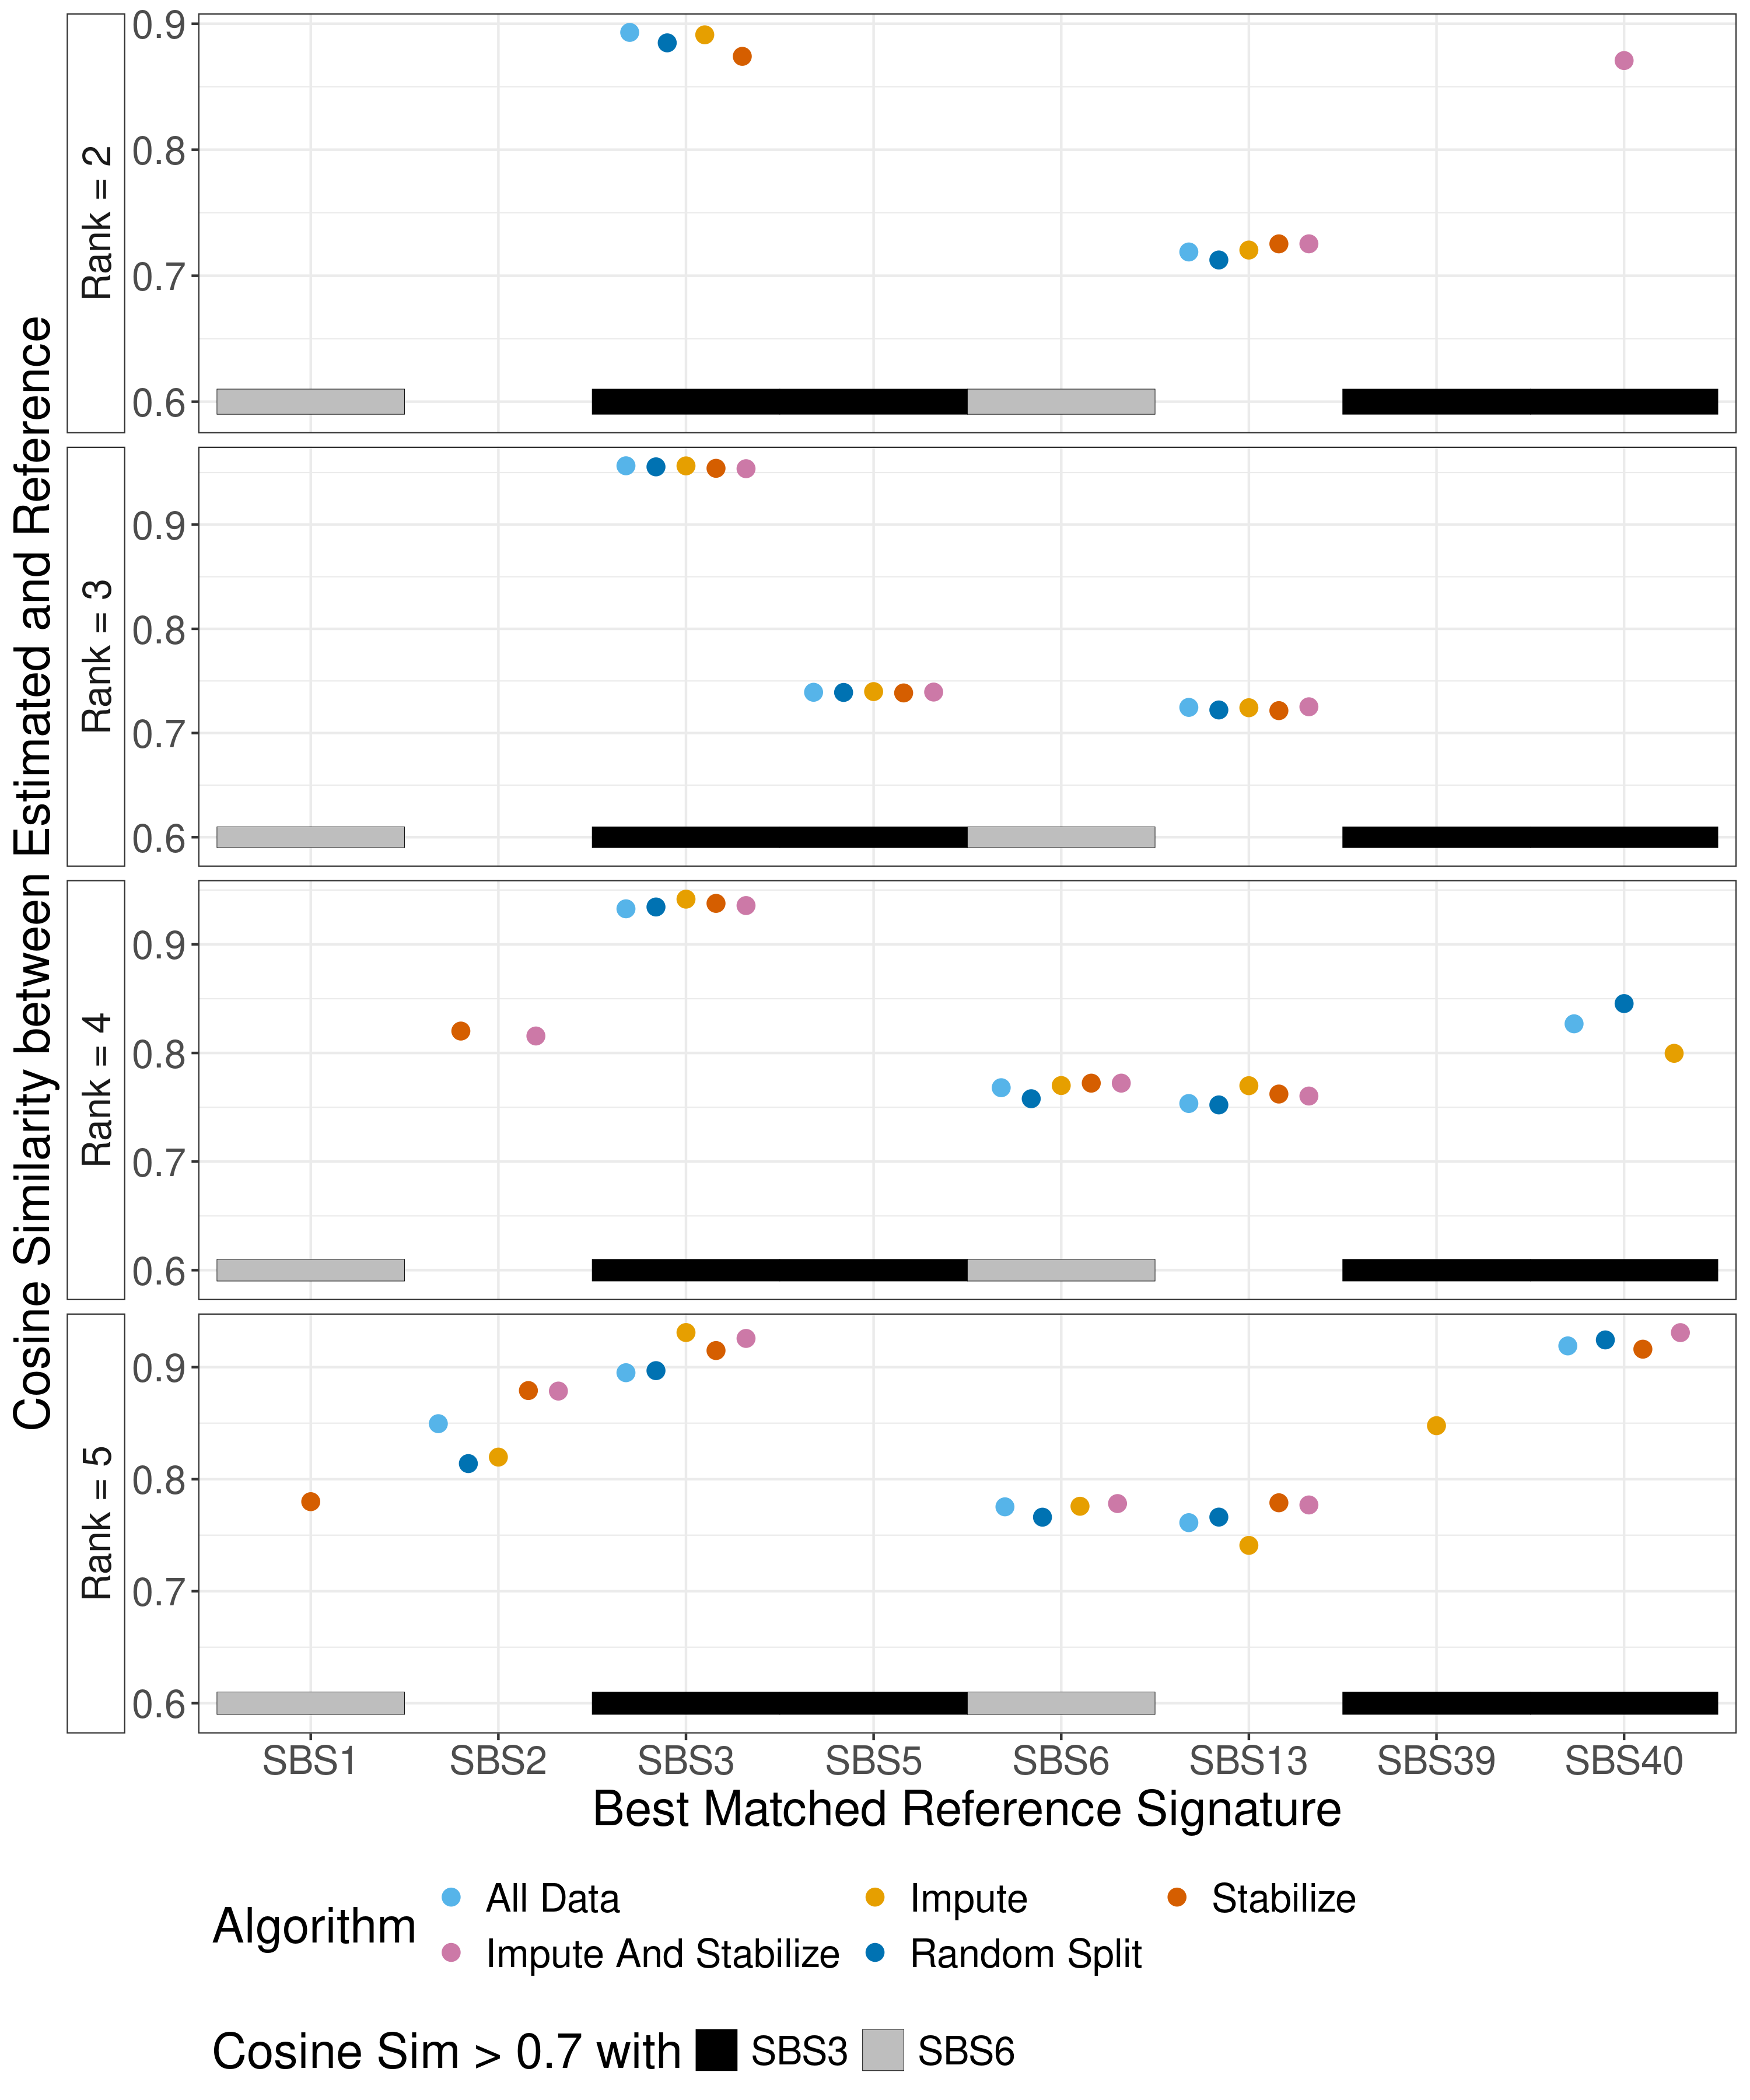 Cosine Similarity between Estimated and Reference
Rank = 2
0.9
0.8
0.7
0.6
Rank = 3
0.9
0.8
0.7
0.6
Rank = 4
0.9
0.8
0.7
0.6
Rank = 5
0.9
0.8
0.7
0.6
SBS1 SBS2 SBS3 SBS5 SBS6 SBS13 SBS39 SBS40
Best Matched Reference Signature
Algorithm
All Data Impute Stabilize
Impute And Stabilize Random Split
Cosine Sim > 0.7 with SBS3 SBS6